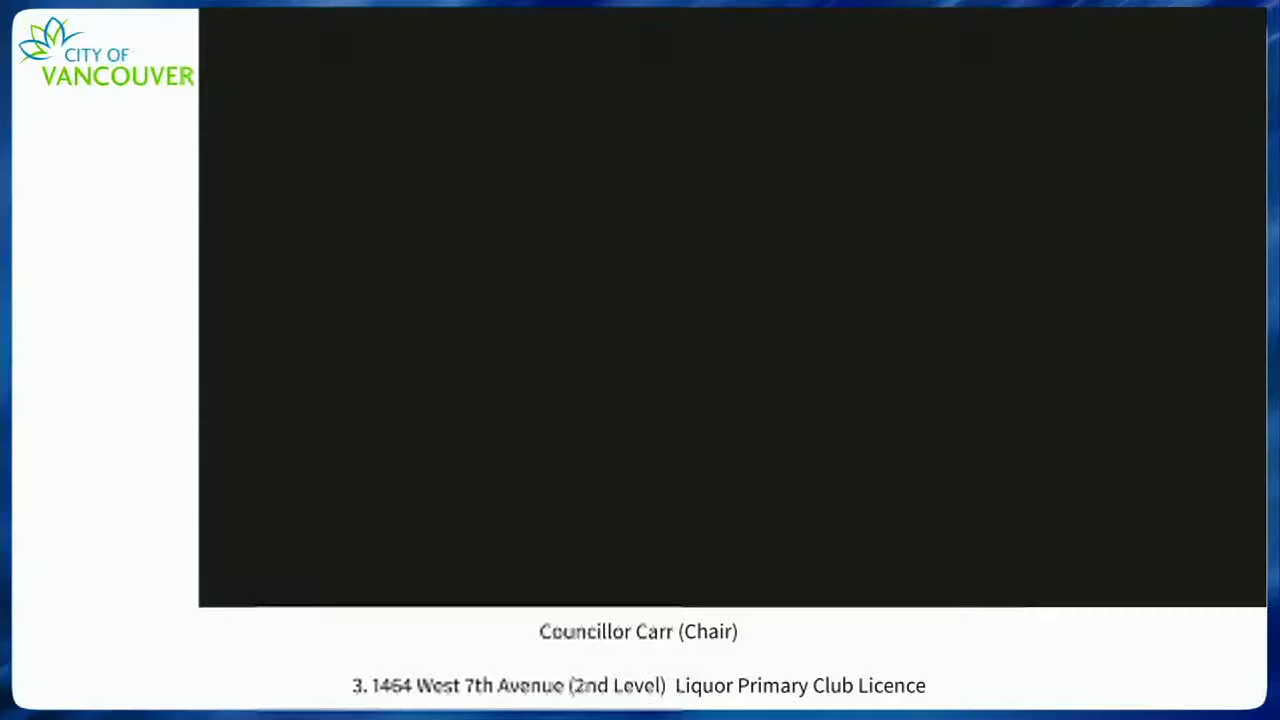 CITY OF
VANCOUVER
Councillor Carr (Chair)
3. 1464 West 7th Avenue (2nd Level) Liquor Primary Club Licence